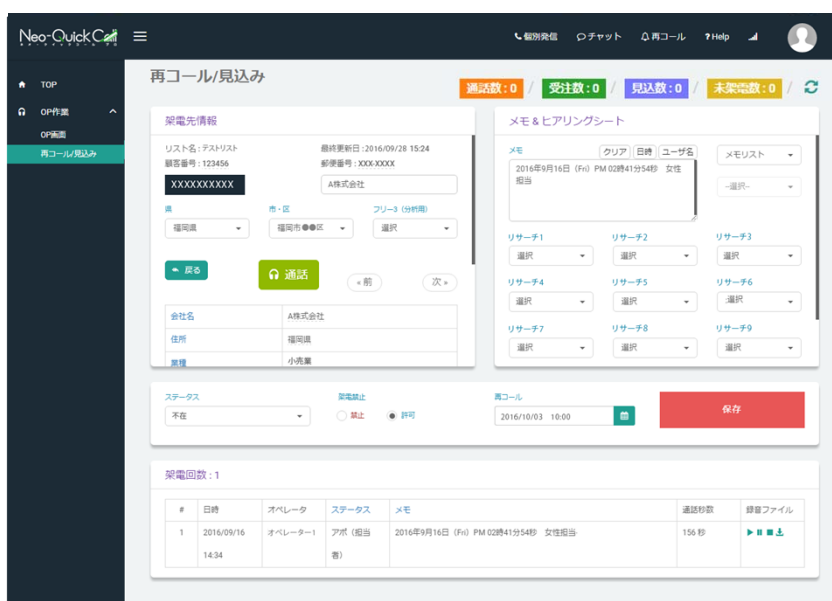 Neo-QuickCall
個別発信 チャット 再コール ?Help
TOP
OP作業
OP画面
再コール/見込み
再コール/見込み
通話数:0 / 受注数:0 / 見込数:0 / 未架電数:0 /
架電先情報
リスト名:テストリスト 最終更新日:2016/09/28 15:24
顧客番号:123456 郵便番号:XXX-XXXX
XXXXXXXXXX A株式会社
県 市・区 フリー3(分析用)
福岡県 福岡市●●区 選択
戻る 通話 «前 次»
会社名 A株式会社
住所 福岡県
業種 小売業
メモ&ヒアリングシート
メモ クリア 日時 ユーザ名 メモリスト
2016年9月16日(Fri)PM 02時41分54秒 女性
担当
--選択--
リサーチ1 リサーチ2 リサーチ3
選択 選択 選択
リサーチ4 リサーチ5 リサーチ6
選択 選択 :選択
リサーチ7 リサーチ8 リサーチ9
選択 選択 選択
ステータス 架電禁止 再コール
不在 禁止 許可 2016/10/03 10:00 保存
架電回数:1
# 日時 オペレータ ステータス メモ 通話秒数 録音ファイル
1 2016/09/16 オペレーター1 アポ(担当 2016年9月16日(Fri)PM 02時41分54秒 女性担当- 156 秒
14:34 者)